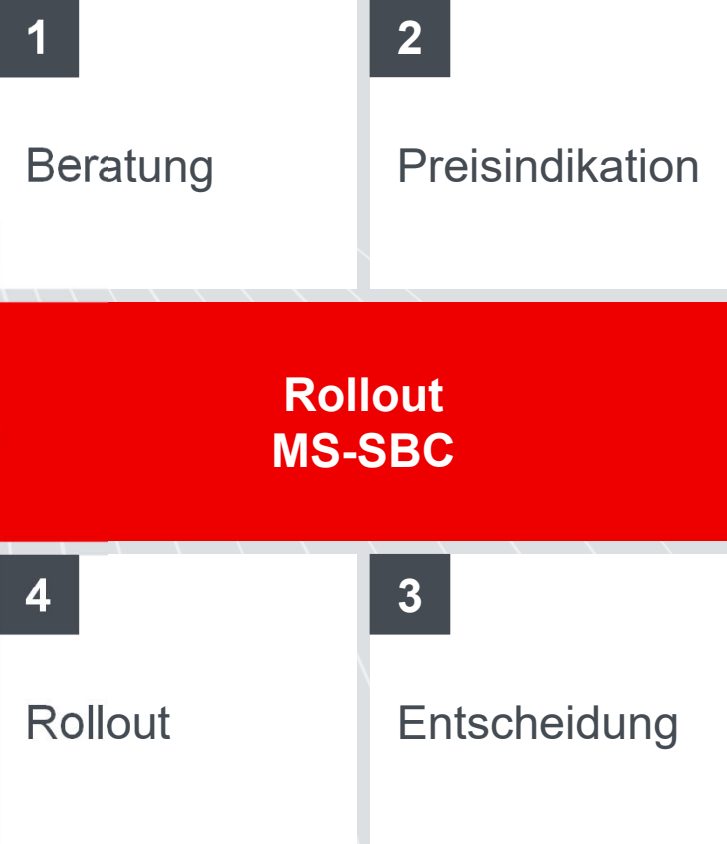 1
Beratung
2
Preisindikation
Rollout
MS-SBC
4
Rollout
3
Entscheidung